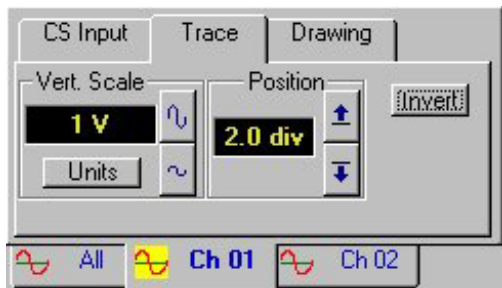 CS Input Trace Drawing
Vert. Scale Position
1 V
2.0 div
Invert
Units
All Ch 01 Ch 02